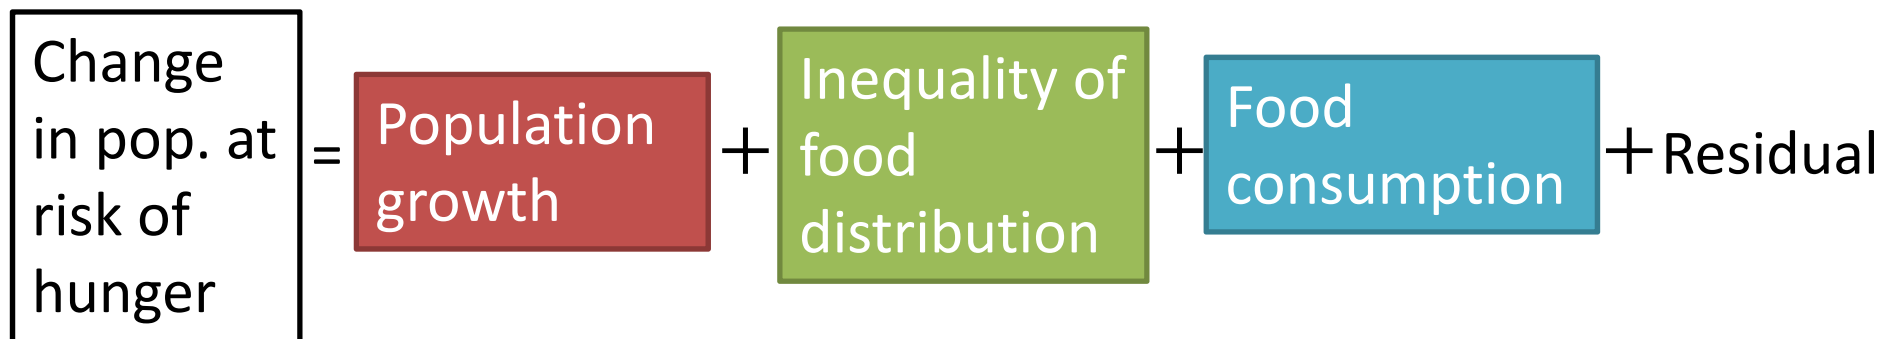 Change
in pop. at
risk of
hunger
=
Population
growth
+
Inequality of
food
distribution
+
Food
consumption
+
Residual